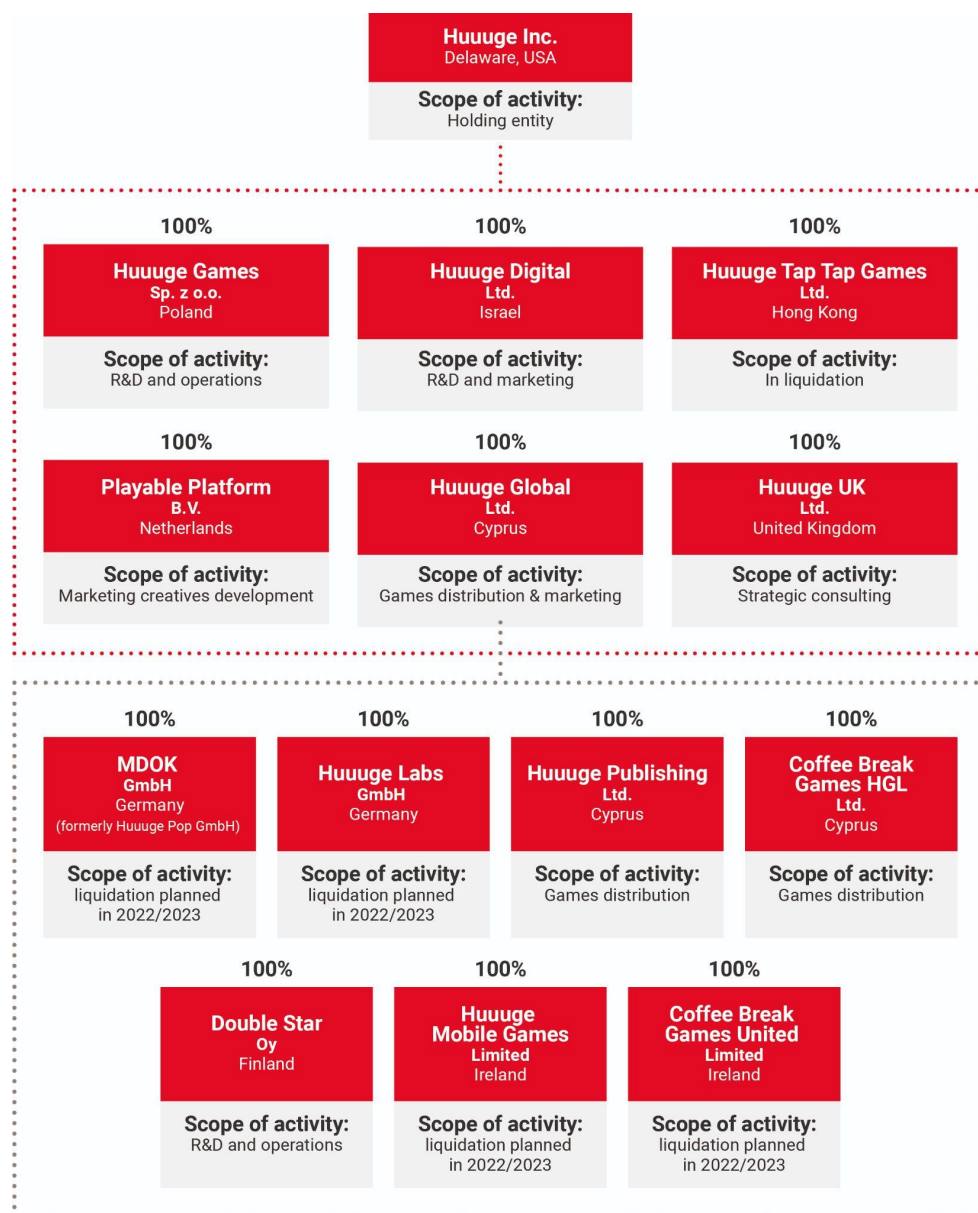 Huuuge Inc.
Delaware, USA
Scope of activity:
Holding entity
100%
Huuuge Games
Sp. z o.o.
Poland
Scope of activity:
R&D and operations
100%
Huuuge Digital
Ltd.
Israel
Scope of activity:
R&D and marketing
100%
Huuuge Tap Tap Games
Ltd.
Hong Kong
Scope of activity:
In liquidation
100%
Playable Platform
B.V.
Netherlands
Scope of activity:
Marketing creatives development
100%
Huuuge Global
Ltd.
Cyprus
Scope of activity:
Games distribution & marketing
100%
Huuuge UK
Ltd.
United Kingdom
Scope of activity:
Strategic consulting
100%
MDOK
GmbH
Germany
(formerly Huuuge Pop GmbH)
Scope of activity:
liquidation planned
in 2022/2023
100%
Huuuge Labs
GmbH
Germany
Scope of activity:
liquidation planned
in 2022/2023
100%
Huuuge Publishing
Ltd.
Cyprus
Scope of activity:
Games distribution
100%
Coffee Break
Games HGL
Ltd.
Cyprus
Scope of activity:
Games distribution
100%
Double Star
Oy
Finland
Scope of activity:
R&D and operations
100%
Huuuge
Mobile Games
Limited
Ireland
Scope of activity:
liquidation planned
in 2022/2023
100%
Coffee Break
Games United
Limited
Ireland
Scope of activity:
liquidation planned
in 2022/2023